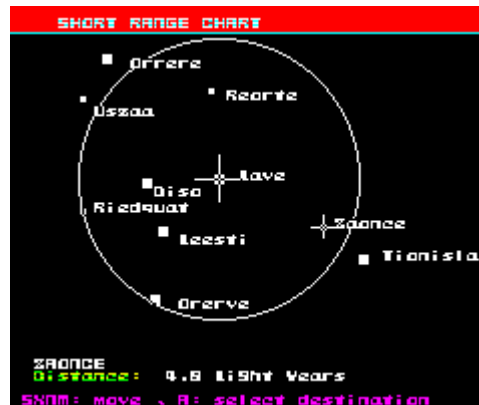 SHORT RANGE CHART
Orrere
Reorte
Uszaa
Lave
Diso
Riedquat
Zaonce
Leesti
Tionisla
Orerve
ZAONCE
Distance: 4.8 Light Years
SXNM: move , A: select destination